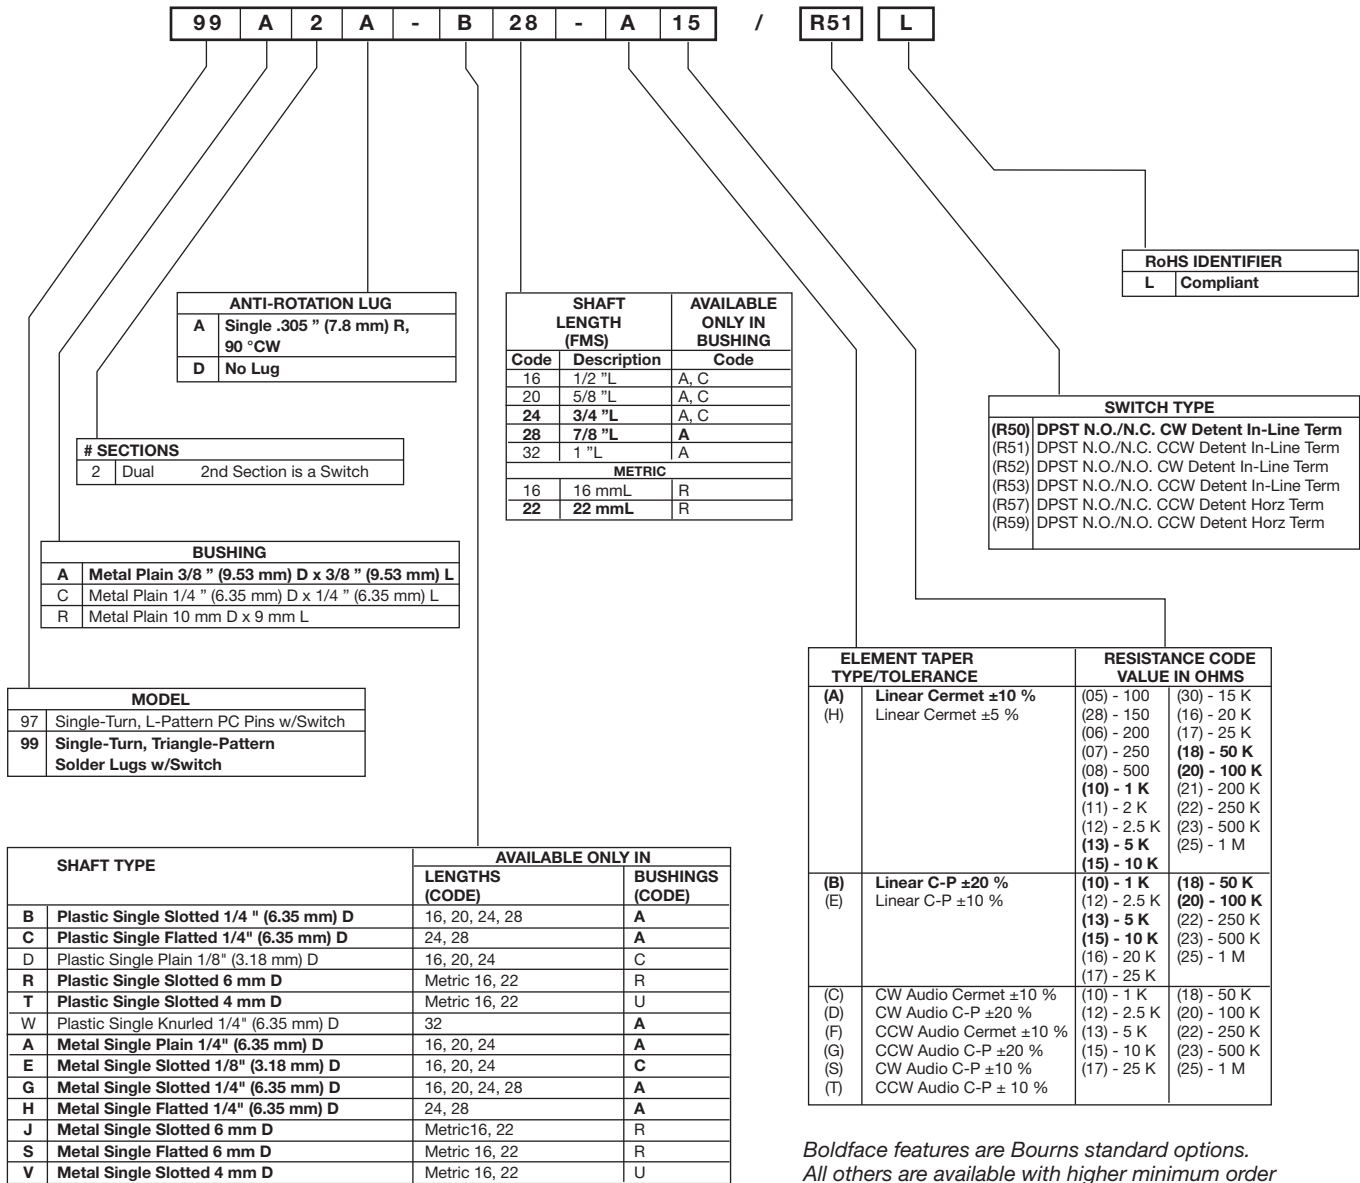 99 A 2 A - B 28 - A 15 / R51 L
RoHS IDENTIFIER
L Compliant
ANTI-ROTATION LUG
A Single .305 ” (7.8 mm) R,
90 °CW
D No Lug
SHAFT LENGTH (FMS) AVAILABLE ONLY IN BUSHING
Code Description Code
16 1/2 ”L A, C
20 5/8 ”L A, C
24 3/4 ”L A, C
28 7/8 ”L A
32 1 ”L A
METRIC
16 16 mmL R
22 22 mmL R
SWITCH TYPE
(R50) DPST N.O./N.C. CW Detent In-Line Term
(R51) DPST N.O./N.C. CCW Detent In-Line Term
(R52) DPST N.O./N.O. CW Detent In-Line Term
(R53) DPST N.O./N.O. CCW Detent In-Line Term
(R57) DPST N.O./N.C. CCW Detent Horz Term
(R59) DPST N.O./N.O. CCW Detent Horz Term
# SECTIONS
2 Dual 2nd Section is a Switch
BUSHING
A Metal Plain 3/8 ” (9.53 mm) D x 3/8 ” (9.53 mm) L
C Metal Plain 1/4 ” (6.35 mm) D x 1/4 ” (6.35 mm) L
R Metal Plain 10 mm D x 9 mm L
MODEL
97 Single-Turn, L-Pattern PC Pins w/Switch
99 Single-Turn, Triangle-Pattern
Solder Lugs w/Switch
ELEMENT TAPER RESISTANCE CODE
TYPE/TOLERANCE VALUE IN OHMS
(A) Linear Cermet ±10 % (05) - 100 (30) - 15 K
(H) Linear Cermet ±5 % (28) - 150 (16) - 20 K
(06) - 200 (17) - 25 K
(07) - 250 (18) - 50 K
(08) - 500 (20) - 100 K
(10) - 1 K (21) - 200 K
(11) - 2 K (22) - 250 K
(12) - 2.5 K (23) - 500 K
(13) - 5 K (25) - 1 M
(15) - 10 K
(B) Linear C-P ±20 % (10) - 1 K (18) - 50 K
(E) Linear C-P ±10 % (12) - 2.5 K (20) - 100 K
(13) - 5 K (22) - 250 K
(15) - 10 K (23) - 500 K
(16) - 20 K (25) - 1 M
(17) - 25 K
(C) CW Audio Cermet ±10 % (10) - 1 K (18) - 50 K
(D) CW Audio C-P ±20 % (12) - 2.5 K (20) - 100 K
(F) CCW Audio Cermet ±10 % (13) - 5 K (22) - 250 K
(G) CCW Audio C-P ±20 % (15) - 10 K (23) - 500 K
(S) CW Audio C-P ±10 % (17) - 25 K (25) - 1 M
(T) CCW Audio C-P ± 10 %
SHAFT TYPE AVAILABLE ONLY IN
LENGTHS (CODE) BUSHINGS (CODE)
B Plastic Single Slotted 1/4 " (6.35 mm) D 16, 20, 24, 28 A
C Plastic Single Flatted 1/4" (6.35 mm) D 24, 28 A
D Plastic Single Plain 1/8" (3.18 mm) D 16, 20, 24 C
R Plastic Single Slotted 6 mm D Metric 16, 22 R
T Plastic Single Slotted 4 mm D Metric 16, 22 U
W Plastic Single Knurled 1/4" (6.35 mm) D 32 A
A Metal Single Plain 1/4" (6.35 mm) D 16, 20, 24 A
E Metal Single Slotted 1/8" (3.18 mm) D 16, 20, 24 C
G Metal Single Slotted 1/4" (6.35 mm) D 16, 20, 24, 28 A
H Metal Single Flatted 1/4" (6.35 mm) D 24, 28 A
J Metal Single Slotted 6 mm D Metric16, 22 R
S Metal Single Flatted 6 mm D Metric 16, 22 R
V Metal Single Slotted 4 mm D Metric 16, 22 U
Boldface features are Bourns standard options.
All others are available with higher minimum order